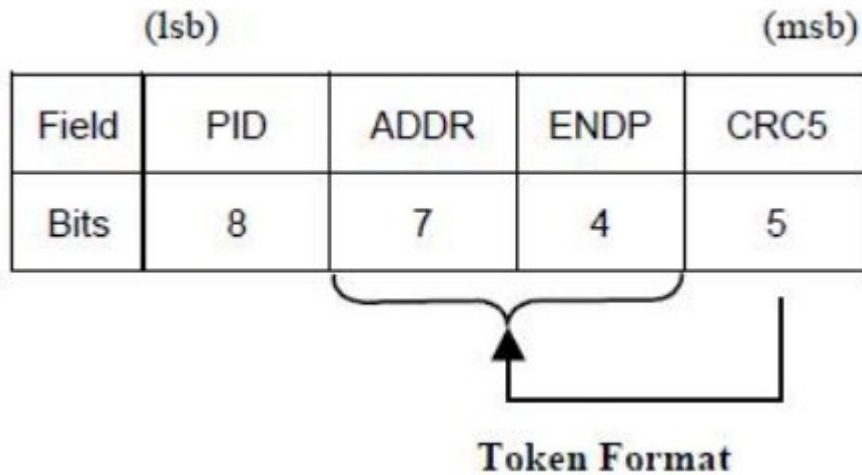 (lsb) (msb)
Field PID ADDR ENDP CRC5
Bits 8 7 4 5
Token Format